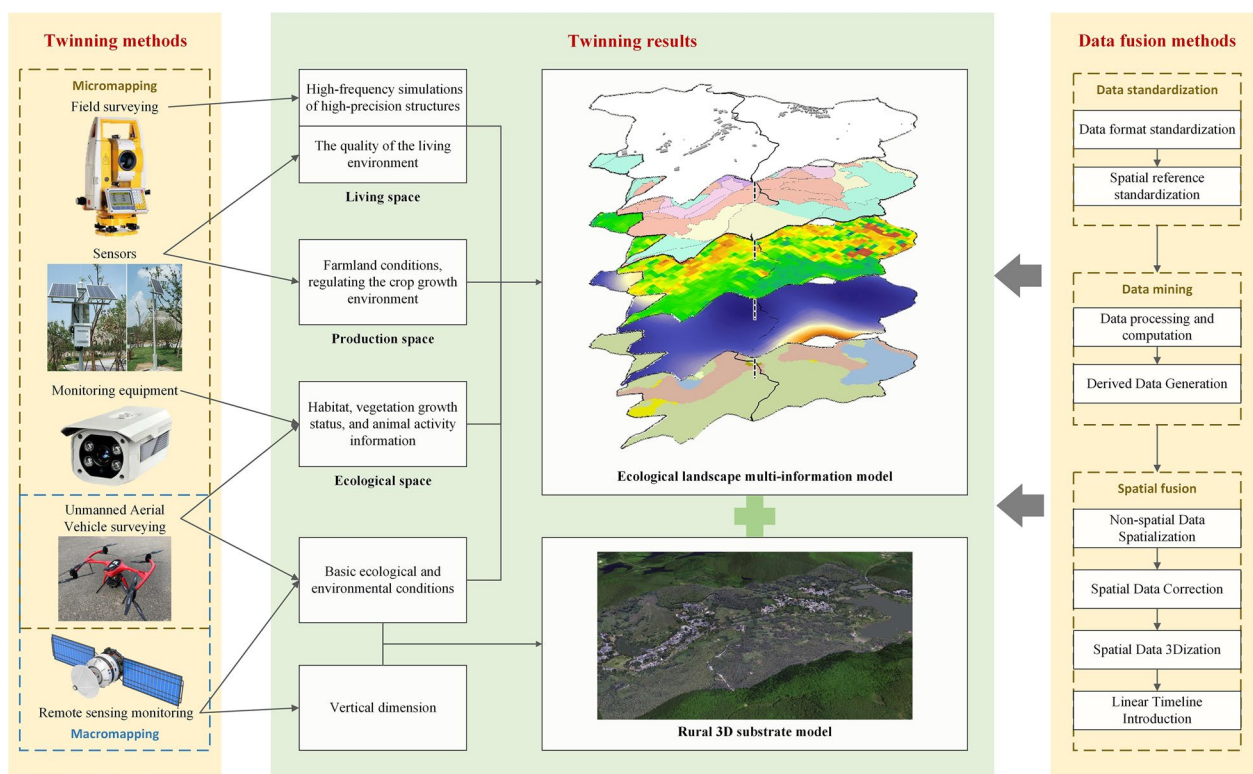 Twinning methods
Micromapping
Field surveying
Sensors
Monitoring equipment
Unmanned Aerial
Vehicle surveying
Remote sensing monitoring
Macromapping
Twinning results
High-frequency simulations
of high-precision structures
The quality of the living
environment
Living space
Farmland conditions,
regulating the crop growth
environment
Production space
Habitat, vegetation growth
status, and animal activity
information
Ecological space
Basic ecological and
environmental conditions
Vertical dimension
Ecological landscape multi-information model
Rural 3D substrate model
Data fusion methods
Data standardization
Data format standardization
Spatial reference
standardization
Data mining
Data processing and
computation
Derived Data Generation
Spatial fusion
Non-spatial Data
Spatialization
Spatial Data Correction
Spatial Data 3Dization
Linear Timeline
Introduction